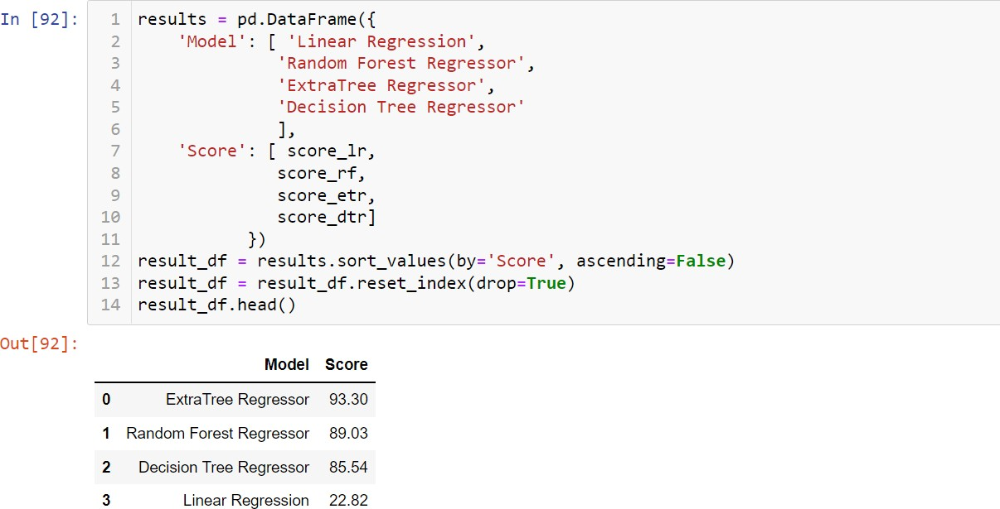 In [92]:
1 results = pd.DataFrame({
2     'Model': [ 'Linear Regression',
3               'Random Forest Regressor',
4               'ExtraTree Regressor',
5               'Decision Tree Regressor'
6               ],
7     'Score': [ score_lr,
8               score_rf,
9               score_etr,
10               score_dtr]
11            })
12 result_df = results.sort_values(by='Score', ascending=False)
13 result_df = result_df.reset_index(drop=True)
14 result_df.head()
Out[92]:
Model Score
0 ExtraTree Regressor 93.30
1 Random Forest Regressor 89.03
2 Decision Tree Regressor 85.54
3 Linear Regression 22.82